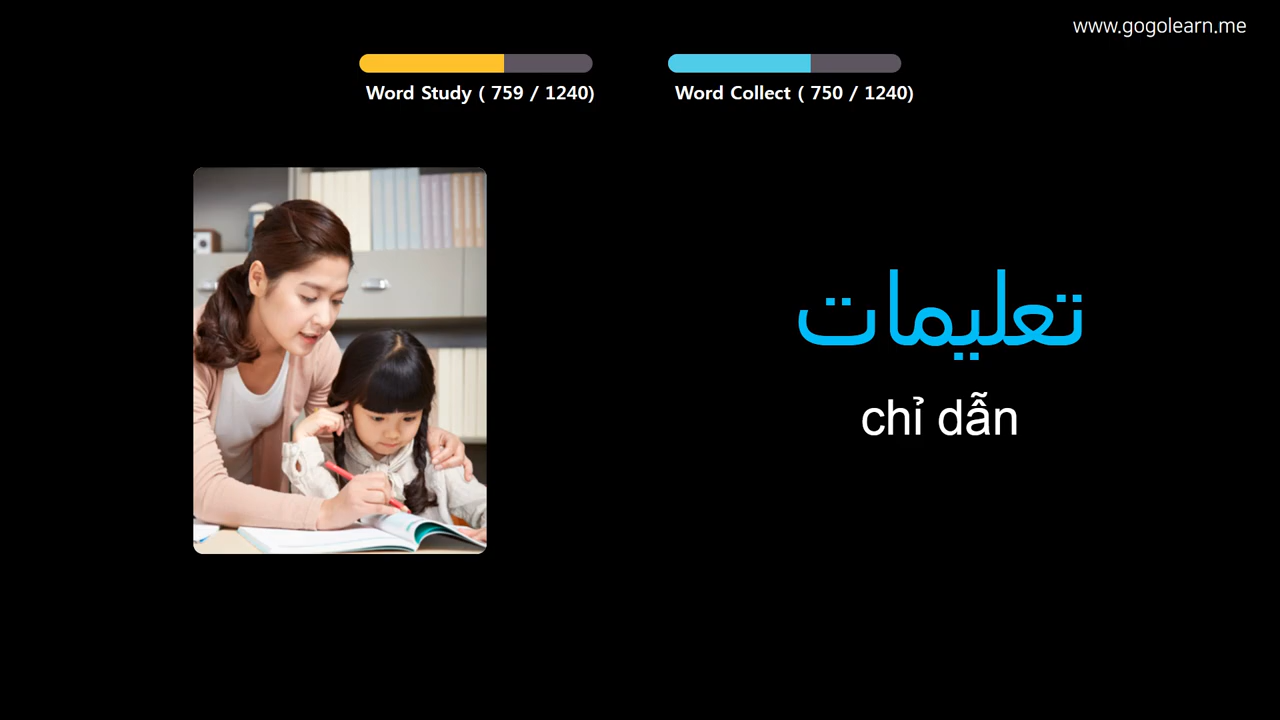 www.gogolearn.me
Word Study ( 759 / 1240)
Word Collect ( 750 / 1240)
تعليمات
chỉ dẫn